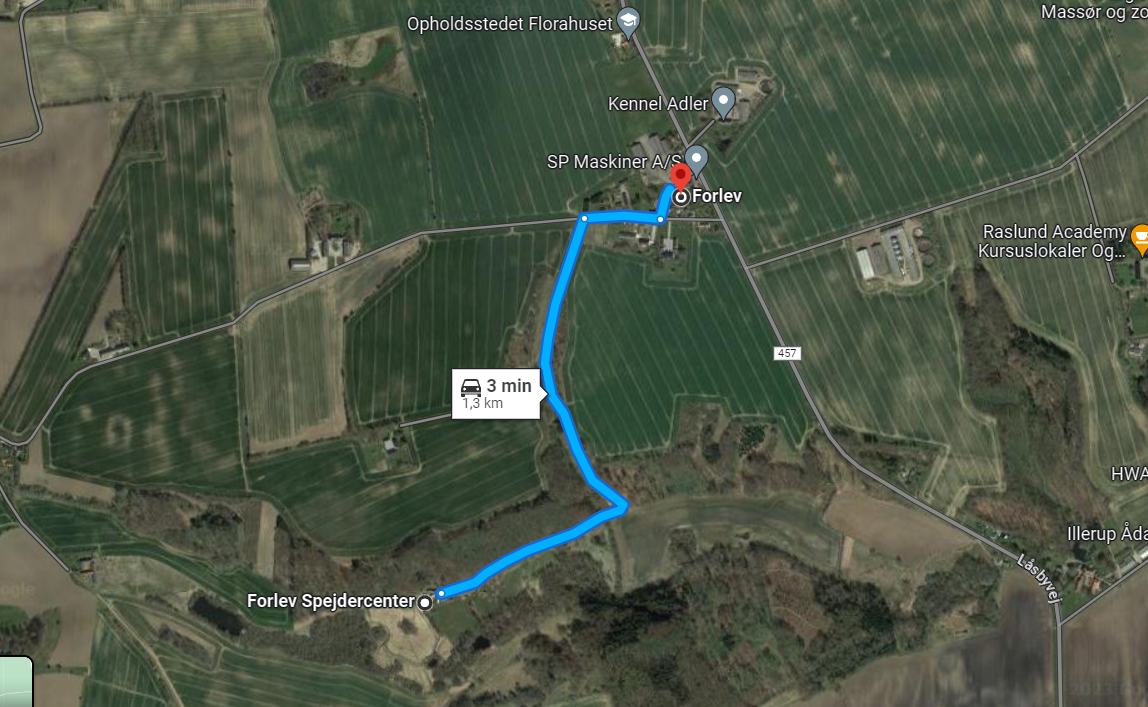 Massør og zo
Opholdsstedet Florahuset
Kennel Adler
SP Maskiner A/S
Forlev
Raslund Academy
Kursuslokaler Og…
457
3 min
1,3 km
HWA
Illerup Åda
Låsbyvej
Forlev Spejdercenter